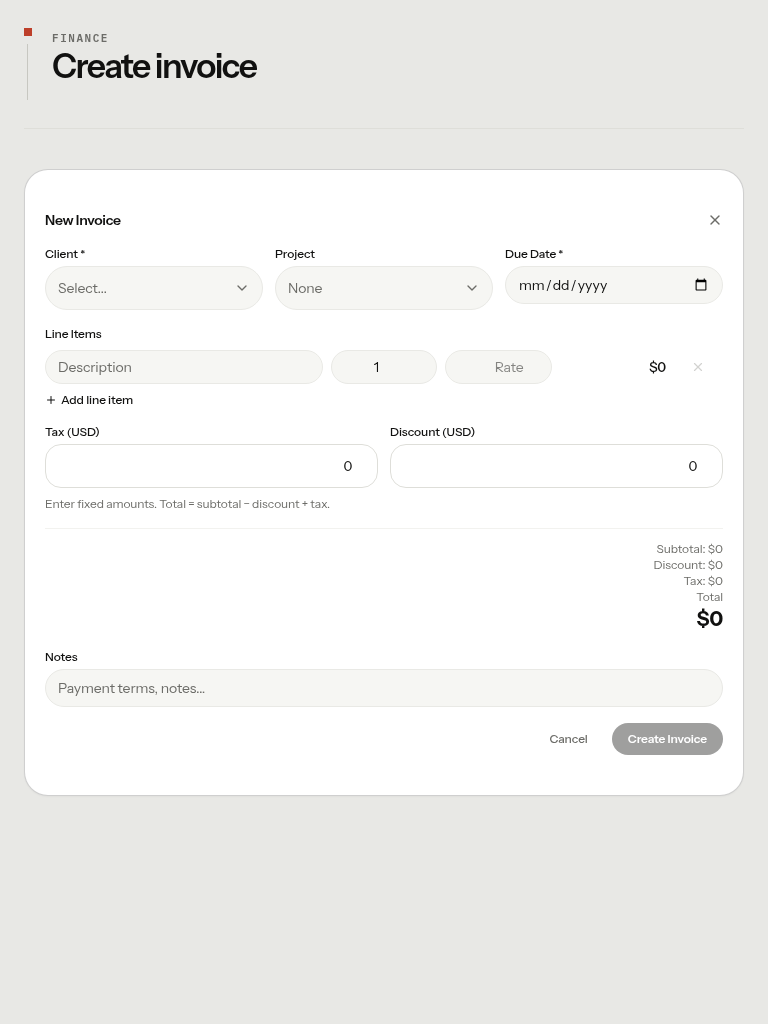 FINANCE
Create invoice
New Invoice
Client *
Project
Due Date *
Select...
None
mm/dd/yyyy
Line Items
Description
1
Rate
$0
Add line item
Tax (USD)
Discount (USD)
0
0
Enter fixed amounts. Total = subtotal − discount + tax.
Subtotal: $0
Discount: $0
Tax: $0
Total
$0
Notes
Payment terms, notes...
Cancel
Create Invoice